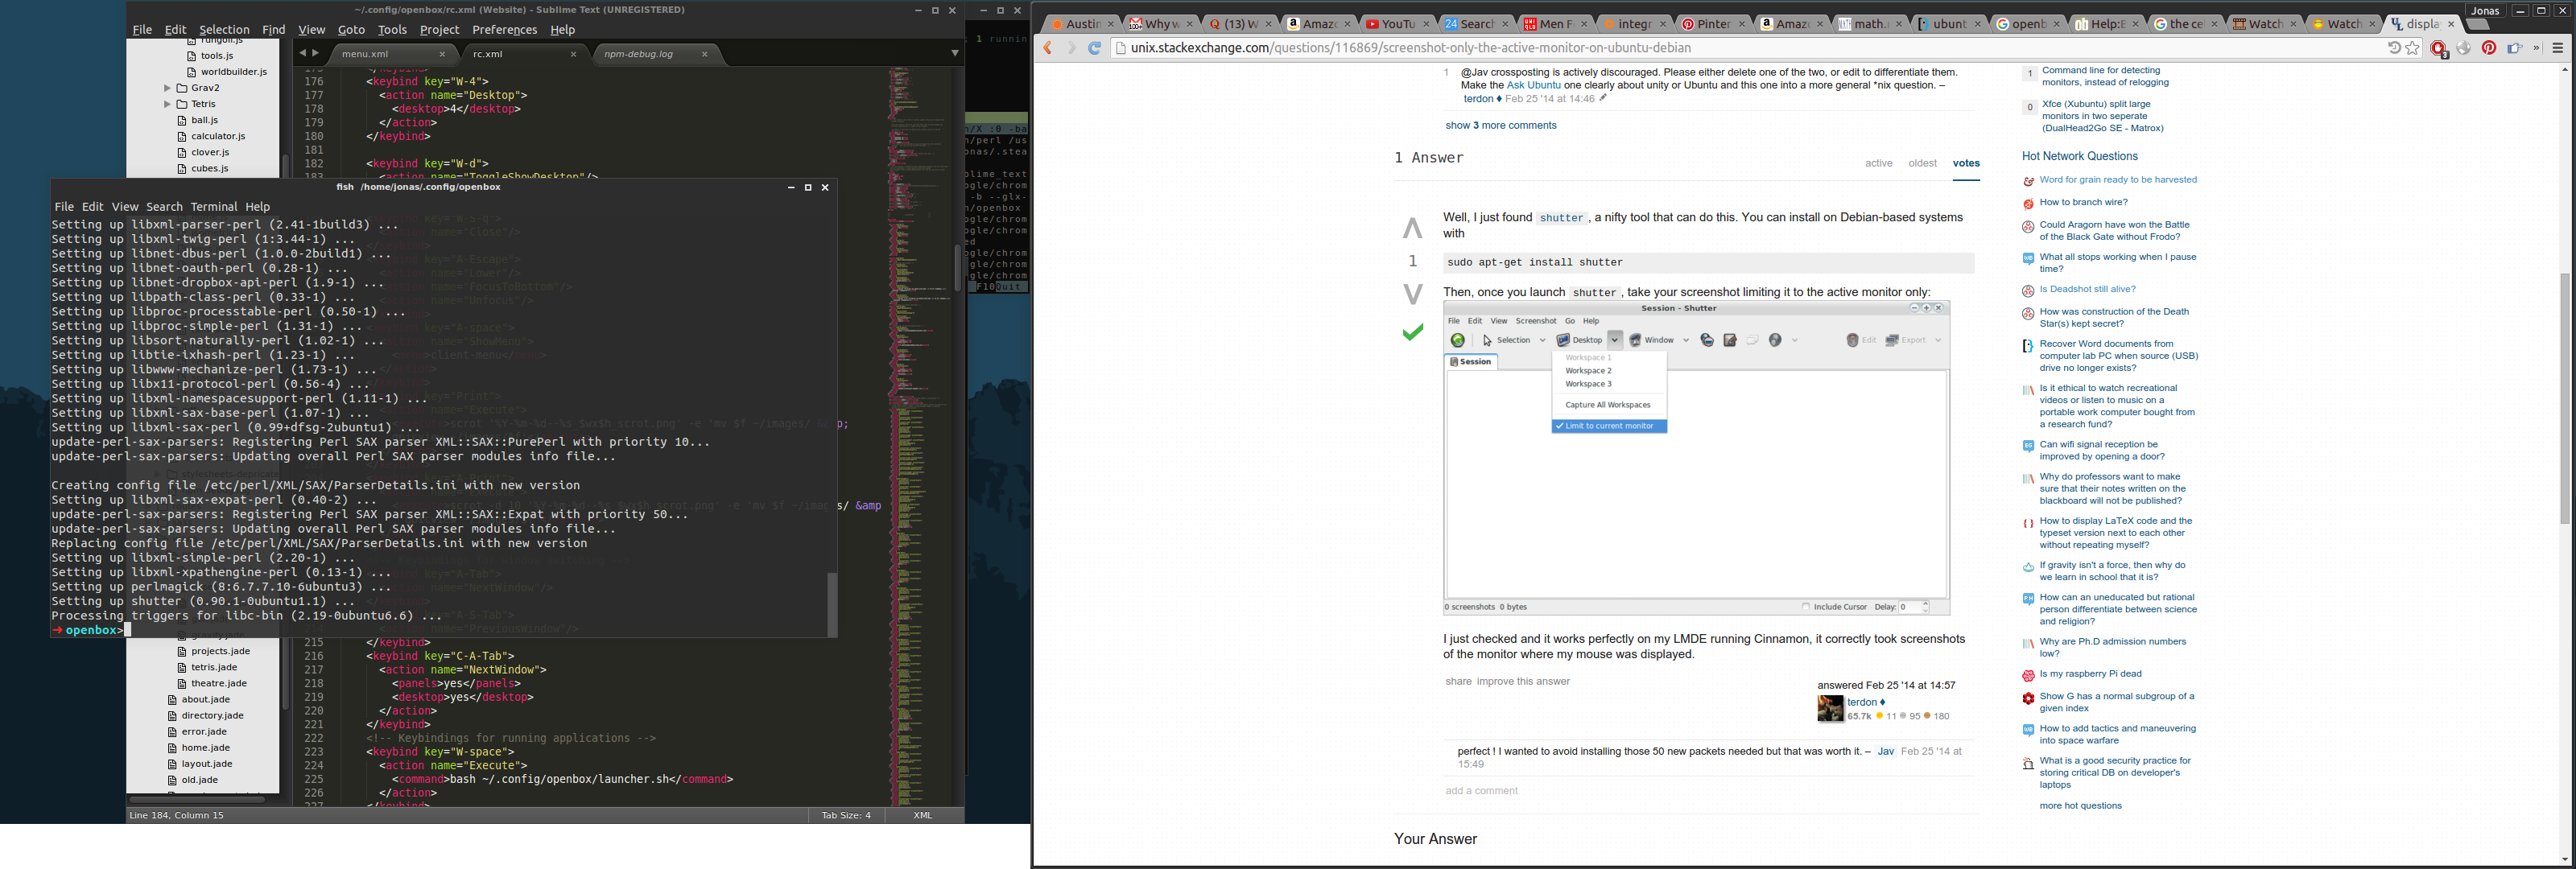 ~/.config/openbox/rc.xml (Website) - Sublime Text (UNREGISTERED)
File Edit Selection Find View Goto Tools Project Preferences Help
tools.js
worldbuilder.js
Grav2
Tetris
ball.js
calculator.js
clover.js
cubes.js
menu.xml rc.xml npm-debug.log
176 <keybind key="W-4">
177 <action name="Desktop">
178 <desktop>4</desktop>
179 </action>
180 </keybind>
181
182 <keybind key="W-d">
183 <action name="ToggleShowDesktop"/>
fish /home/jonas/.config/openbox
File Edit View Search Terminal Help
Setting up libxml-parser-perl (2.41-1build3) ...
Setting up libxml-twig-perl (1:3.44-1) ...
Setting up libnet-dbus-perl (1.0.0-2build1) ...
Setting up libnet-oauth-perl (0.28-1) ...
Setting up libnet-dropbox-api-perl (1.9-1) ...
Setting up libpath-class-perl (0.33-1) ...
Setting up libproc-processtable-perl (0.50-1) ...
Setting up libproc-simple-perl (1.31-1) ...
Setting up libsort-naturally-perl (1.02-1) ...
Setting up libtie-ixhash-perl (1.23-1) ...
Setting up libwww-mechanize-perl (1.73-1) ...
Setting up libx11-protocol-perl (0.56-4) ...
Setting up libxml-namespacesupport-perl (1.11-1) ...
Setting up libxml-sax-base-perl (1.07-1) ...
Setting up libxml-sax-perl (0.99+dfsg-2ubuntu1) ...
update-perl-sax-parsers: Registering Perl SAX parser XML::SAX::PurePerl with priority 10...
update-perl-sax-parsers: Updating overall Perl SAX parser modules info file...
Creating config file /etc/perl/XML/SAX/ParserDetails.ini with new version
Setting up libxml-sax-expat-perl (0.40-2) ...
update-perl-sax-parsers: Registering Perl SAX parser XML::SAX::Expat with priority 50...
update-perl-sax-parsers: Updating overall Perl SAX parser modules info file...
Replacing config file /etc/perl/XML/SAX/ParserDetails.ini with new version
Setting up libxml-simple-perl (2.20-1) ...
Setting up libxml-xpathengine-perl (0.13-1) ...
Setting up perlmagick (8:6.7.7.10-6ubuntu3) ...
Setting up shutter (0.90.1-0ubuntu1.1) ...
Processing triggers for libc-bin (2.19-0ubuntu6.6) ...
→ openbox>
projects.jade
tetris.jade
theatre.jade
about.jade
directory.jade
error.jade
home.jade
layout.jade
old.jade
215 </keybind>
216 <keybind key="C-A-Tab">
217 <action name="NextWindow">
218 <panels>yes</panels>
219 <desktop>yes</desktop>
220 </action>
221 </keybind>
222 <!-- Keybindings for running applications -->
223 <keybind key="W-space">
224 <action name="Execute">
225 <command>bash ~/.config/openbox/launcher.sh</command>
226 </action>
227 </keybind>
Line 184, Column 15 Tab Size: 4 XML
F10Quit
Austin Why w Q (13) W Amazo YouTu Search Men Fo integr Pinter Amazo math. ubunt openb Help:E the cel Watch Watch displa Jonas
unix.stackexchange.com/questions/116869/screenshot-only-the-active-monitor-on-ubuntu-debian
1 @Jav crossposting is actively discouraged. Please either delete one of the two, or edit to differentiate them.
Make the Ask Ubuntu one clearly about unity or Ubuntu and this one into a more general *nix question. –
terdon ♦ Feb 25 '14 at 14:46
show 3 more comments
1 Answer
active oldest votes
Well, I just found shutter, a nifty tool that can do this. You can install on Debian-based systems
with
1
sudo apt-get install shutter
Then, once you launch shutter, take your screenshot limiting it to the active monitor only:
Session - Shutter
File Edit View Screenshot Go Help
Selection Desktop Window Edit Export
Session
Workspace 1
Workspace 2
Workspace 3
Capture All Workspaces
Limit to current monitor
0 screenshots 0 bytes Include Cursor Delay: 0
I just checked and it works perfectly on my LMDE running Cinnamon, it correctly took screenshots
of the monitor where my mouse was displayed.
share improve this answer
answered Feb 25 '14 at 14:57
terdon ♦
65.7k 11 95 180
perfect ! I wanted to avoid installing those 50 new packets needed but that was worth it. – Jav Feb 25 '14 at
15:49
add a comment
Your Answer
1 Command line for detecting
monitors, instead of relogging
0 Xfce (Xubuntu) split large
monitors in two seperate
(DualHead2Go SE - Matrox)
Hot Network Questions
Word for grain ready to be harvested
How to branch wire?
Could Aragorn have won the Battle
of the Black Gate without Frodo?
What all stops working when I pause
time?
Is Deadshot still alive?
How was construction of the Death
Star(s) kept secret?
Recover Word documents from
computer lab PC when source (USB)
drive no longer exists?
Is it ethical to watch recreational
videos or listen to music on a
portable work computer bought from
a research fund?
Can wifi signal reception be
improved by opening a door?
Why do professors want to make
sure that their notes written on the
blackboard will not be published?
How to display LaTeX code and the
typeset version next to each other
without repeating myself?
If gravity isn't a force, then why do
we learn in school that it is?
How can an uneducated but rational
person differentiate between science
and religion?
Why are Ph.D admission numbers
low?
Is my raspberry Pi dead
Show G has a normal subgroup of a
given index
How to add tactics and maneuvering
into space warfare
What is a good security practice for
storing critical DB on developer's
laptops
more hot questions